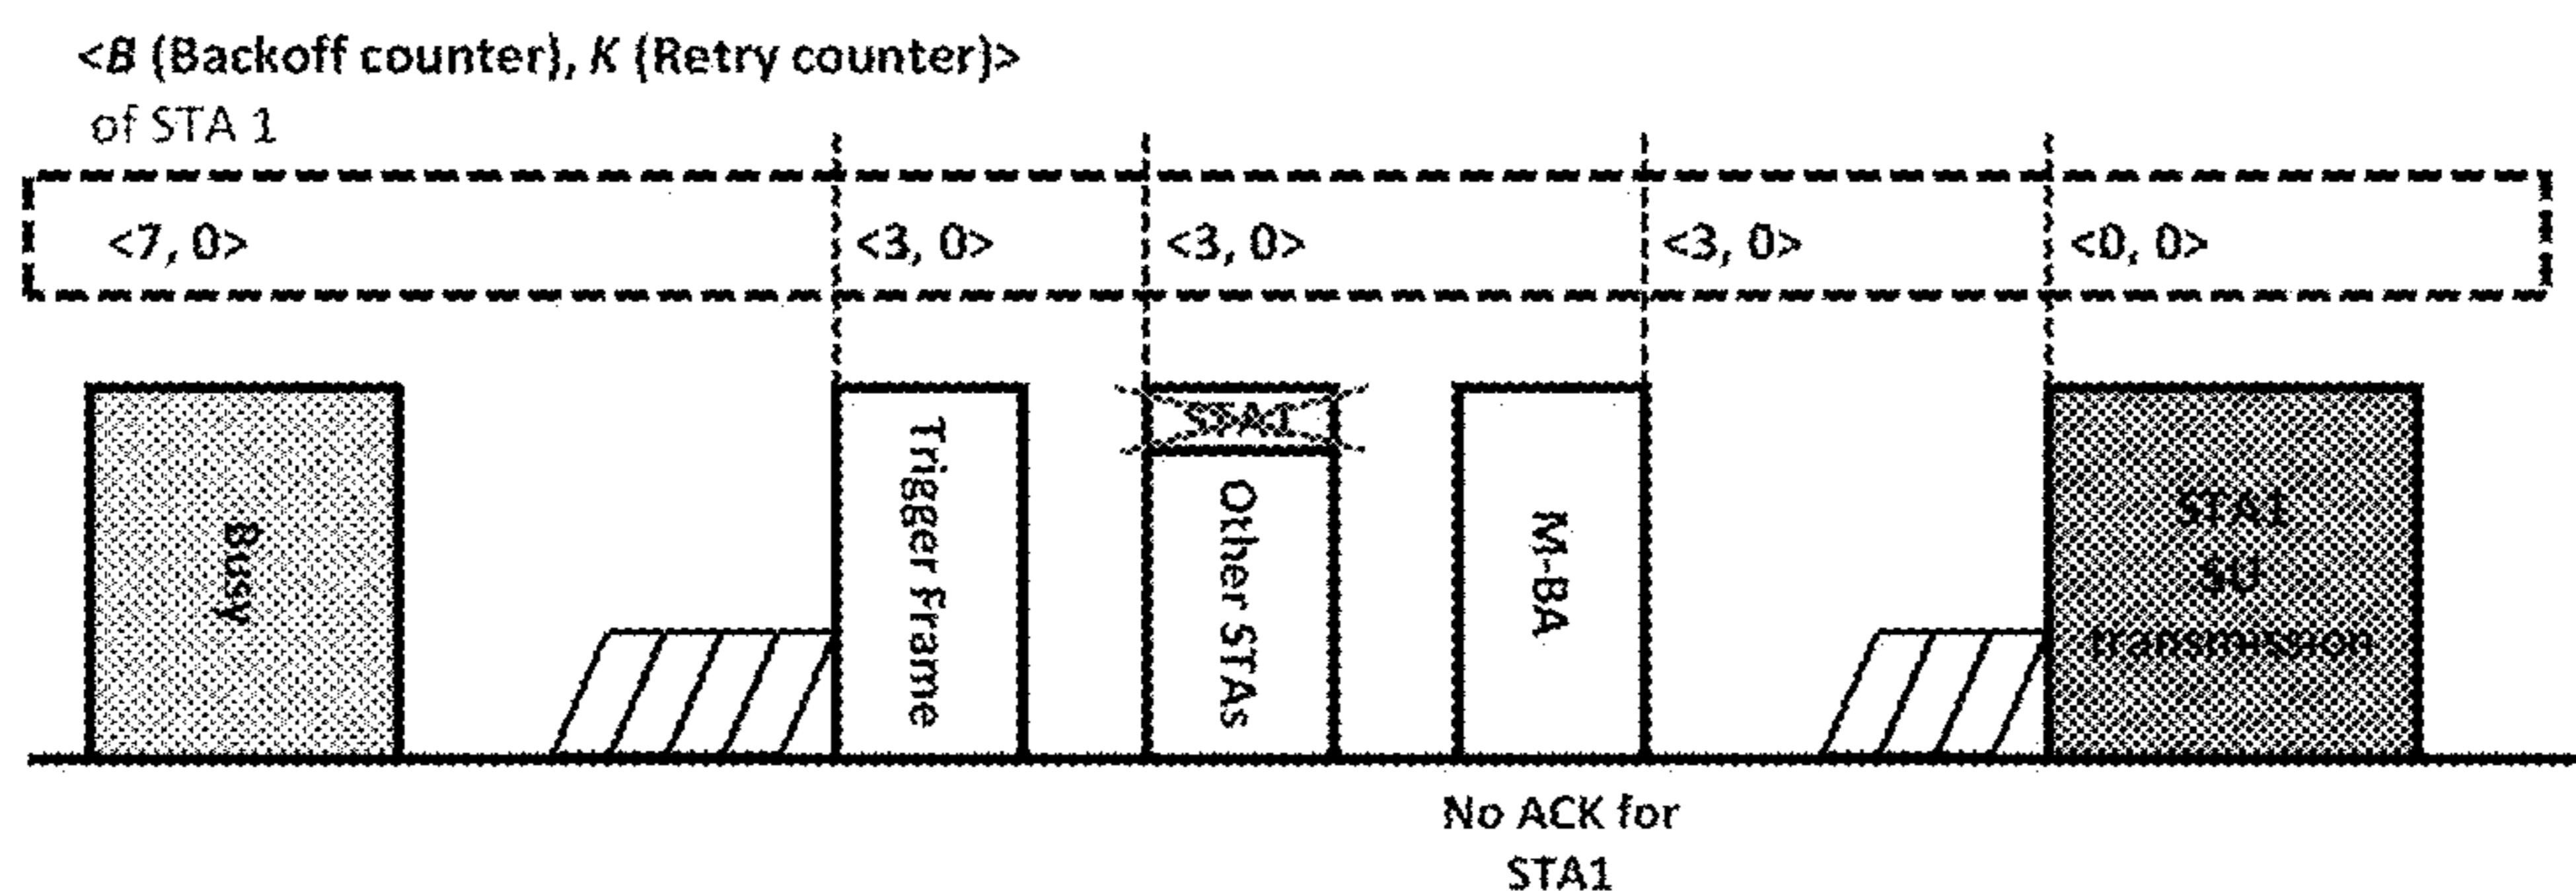 <B (Backoff counter), K (Retry counter)>
of STA 1
<7, 0>
<3, 0>
<3, 0>
<3, 0>
<0, 0>
Busy
Trigger Frame
STA1
Other STAs
M-BA
STA1
SU
transmission
No ACK for
STA1